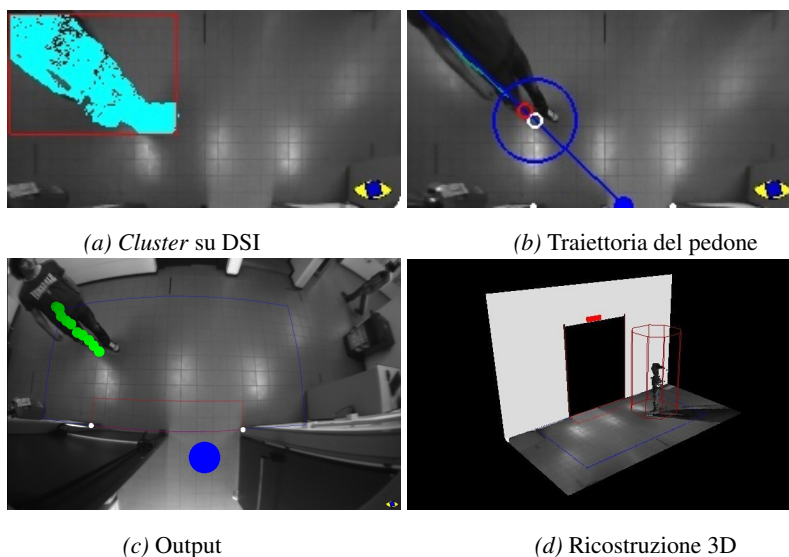 (a) Cluster su DSI
(b) Traiettoria del pedone
(c) Output
(d) Ricostruzione 3D